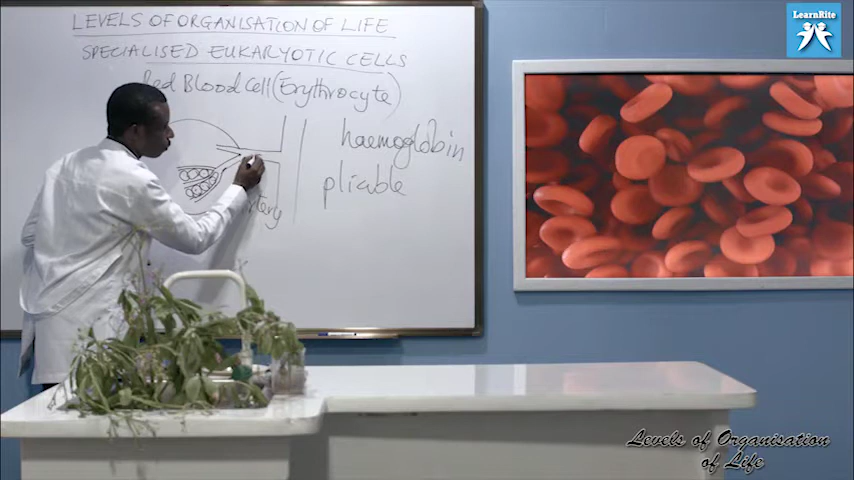 LEVELS OF ORGANISATION OF LIFE
SPECIALISED EUKARYOTIC CELLS
Red Blood Cell (Erythrocyte)
haemoglobin
pliable
LearnRite
Levels of Organisation
of Life